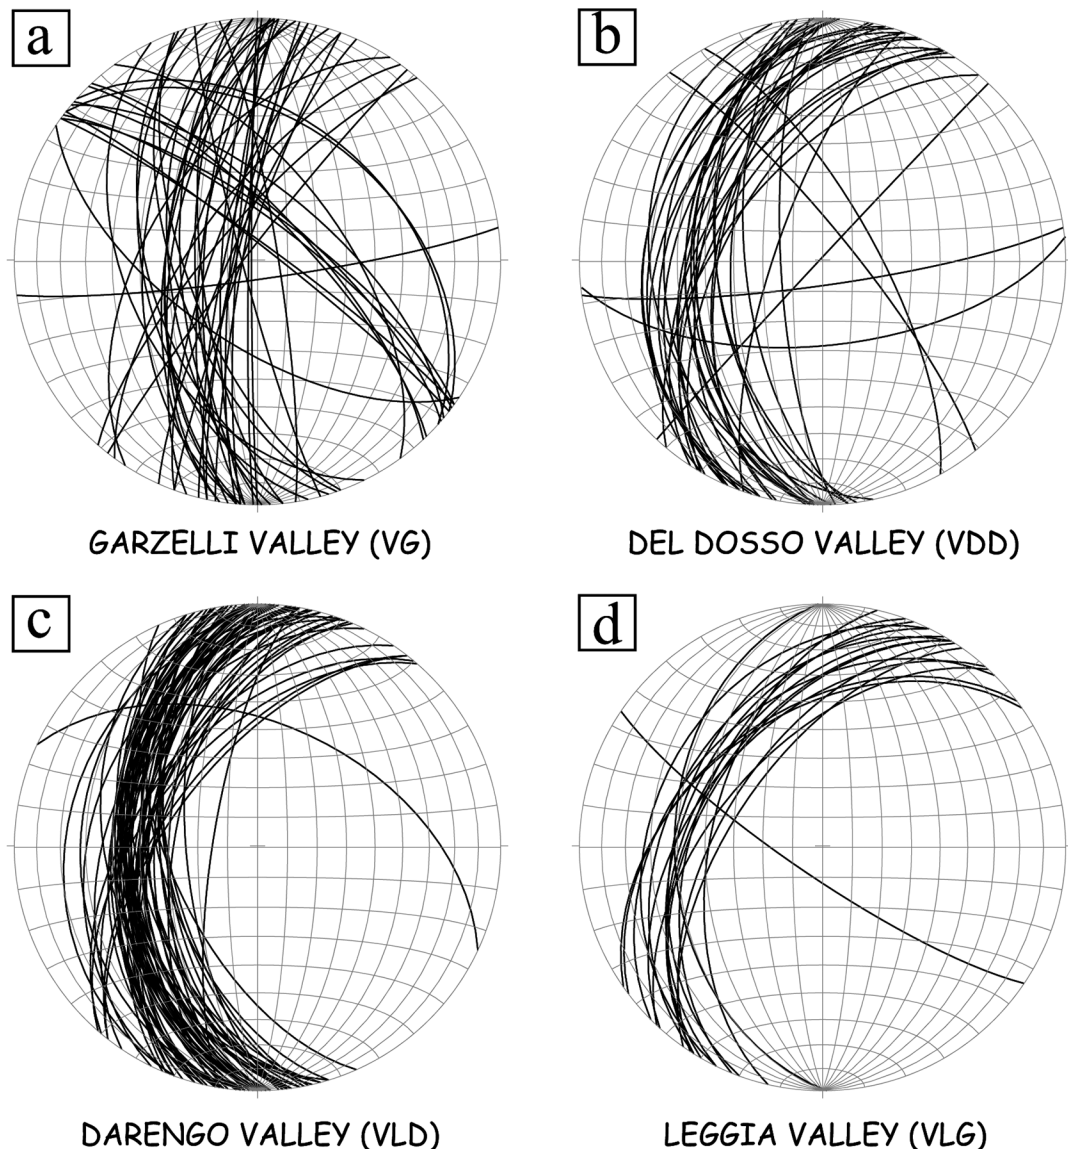 a
b
GARZELLI VALLEY (VG)
DEL DOSSO VALLEY (VDD)
c
d
DARENGO VALLEY (VLD)
LEGGIA VALLEY (VLG)